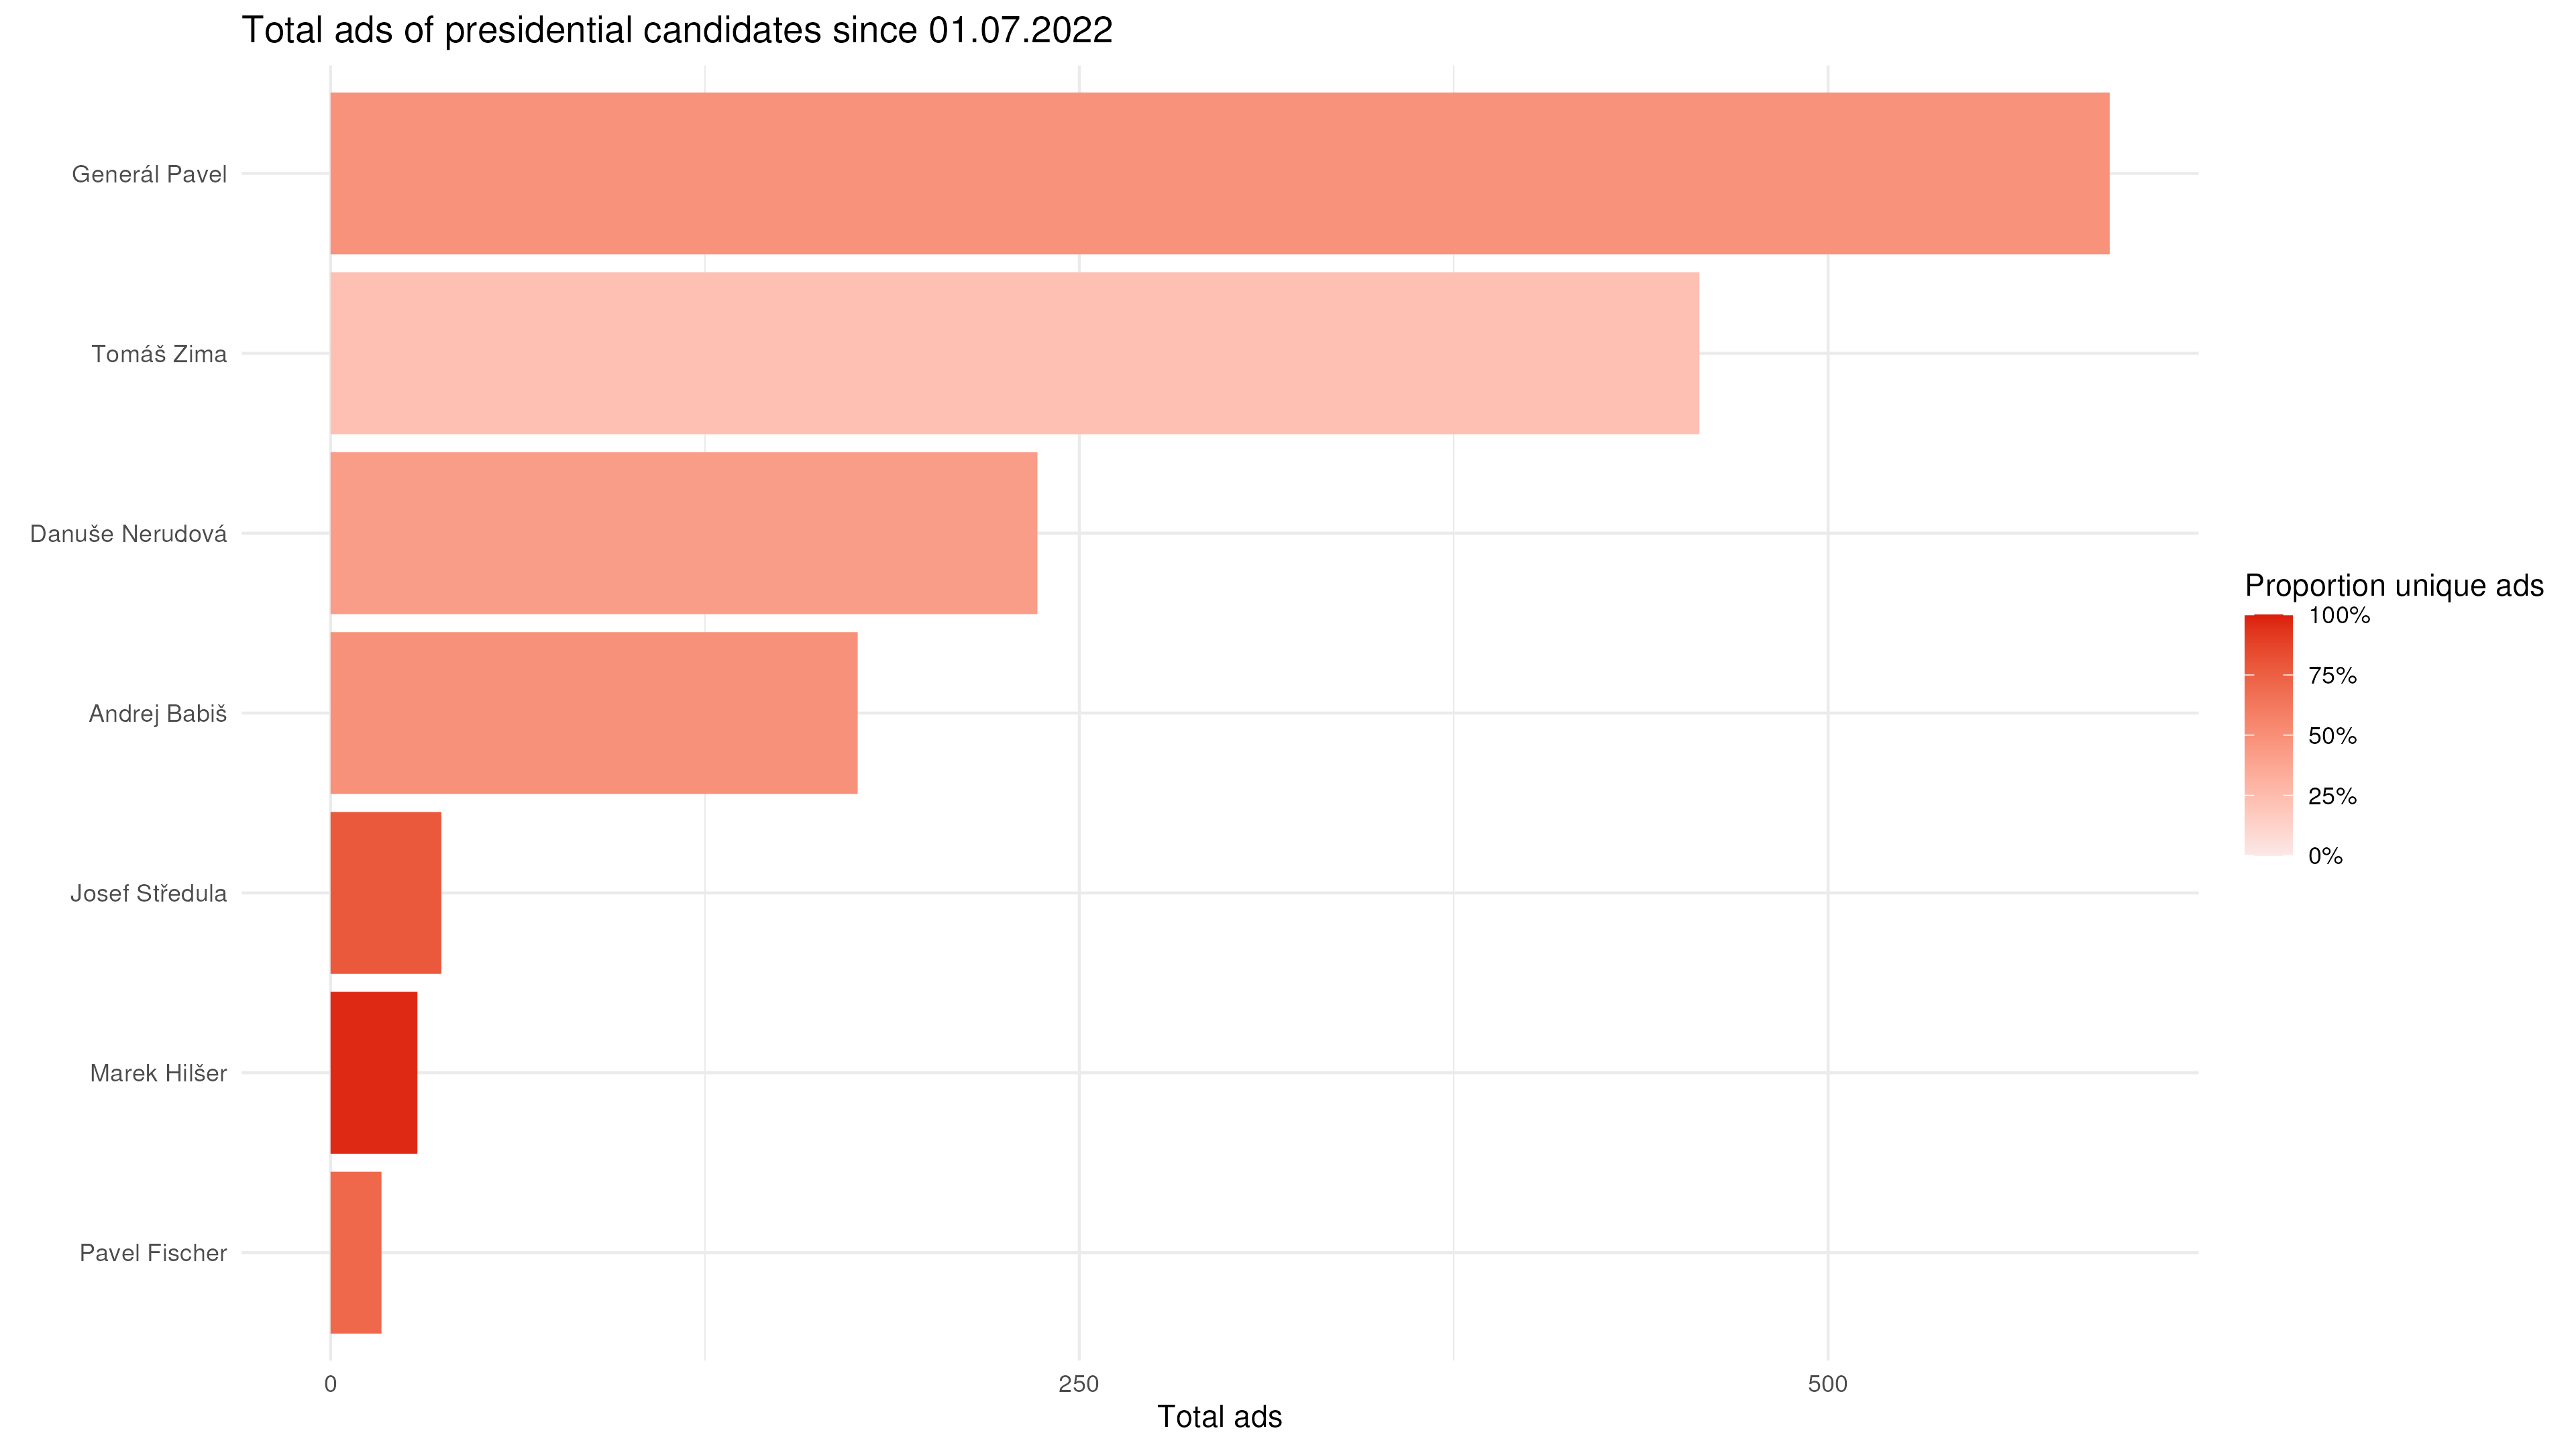 Total ads of presidential candidates since 01.07.2022
Generál Pavel
Tomáš Zima
Danuše Nerudová
Andrej Babiš
Josef Středula
Marek Hilšer
Pavel Fischer
0
250
500
Total ads
Proportion unique ads
100%
75%
50%
25%
0%